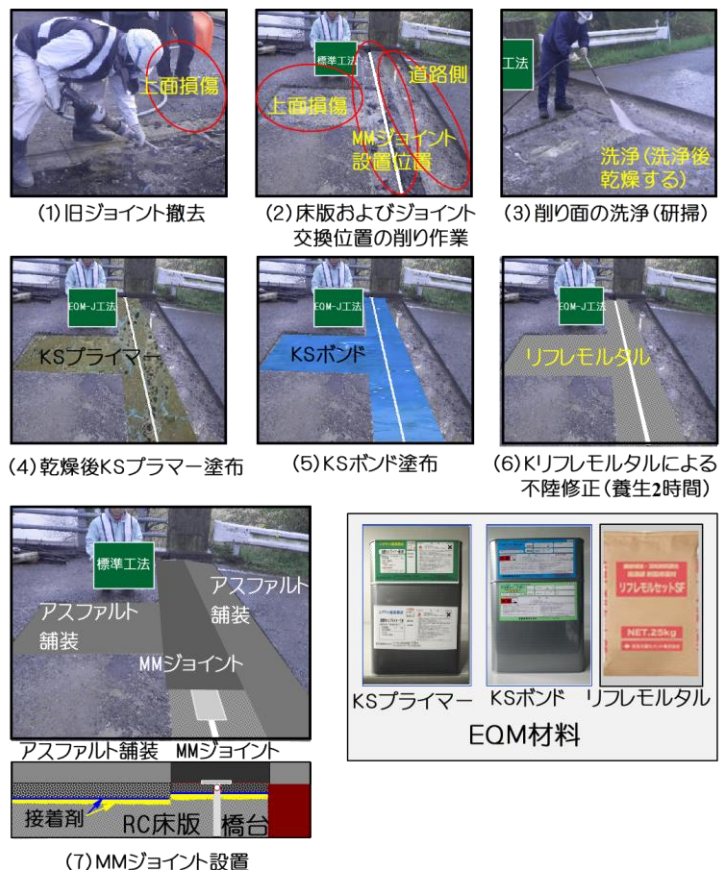 上面損傷
(1)旧ジョイント撤去
標準工法
道路側
上面損傷
MMジョイント
設置位置
(2)床版およびジョイント
交換位置の削り作業
工法
洗浄(洗浄後
乾燥する)
(3)削り面の洗浄(研掃)
EQM-J工法
KSプライマー
(4)乾燥後KSプラマー塗布
EQM-J工法
KSボンド
(5)KSボンド塗布
EQM-J工法
リフレモルタル
(6)Kリフレモルタルによる
不陸修正(養生2時間)
標準工法
アスファルト
舗装
アスファルト
舗装
MMジョイント
アスファルト舗装 MMジョイント
接着剤
RC床版 橋台
(7)MMジョイント設置
リフレモルセットSF
NET.25kg
KSプライマー
KSボンド
リフレモルタル
EQM材料